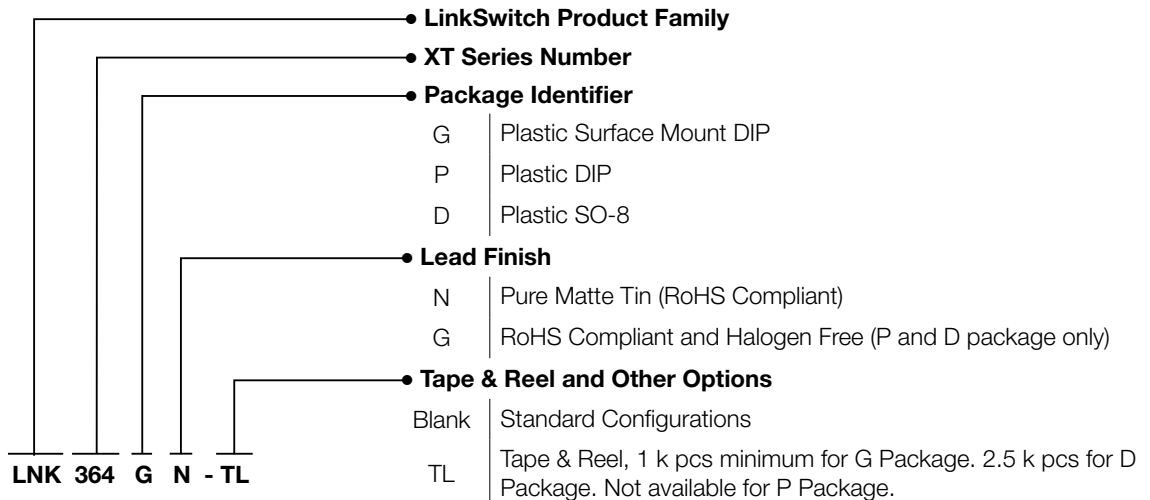 LinkSwitch Product Family
XT Series Number
Package Identifier
G Plastic Surface Mount DIP
P Plastic DIP
D Plastic SO-8
Lead Finish
N Pure Matte Tin (RoHS Compliant)
G RoHS Compliant and Halogen Free (P and D package only)
Tape & Reel and Other Options
Blank Standard Configurations
TL Tape & Reel, 1 k pcs minimum for G Package. 2.5 k pcs for D
Package. Not available for P Package.
LNK 364 G N - TL